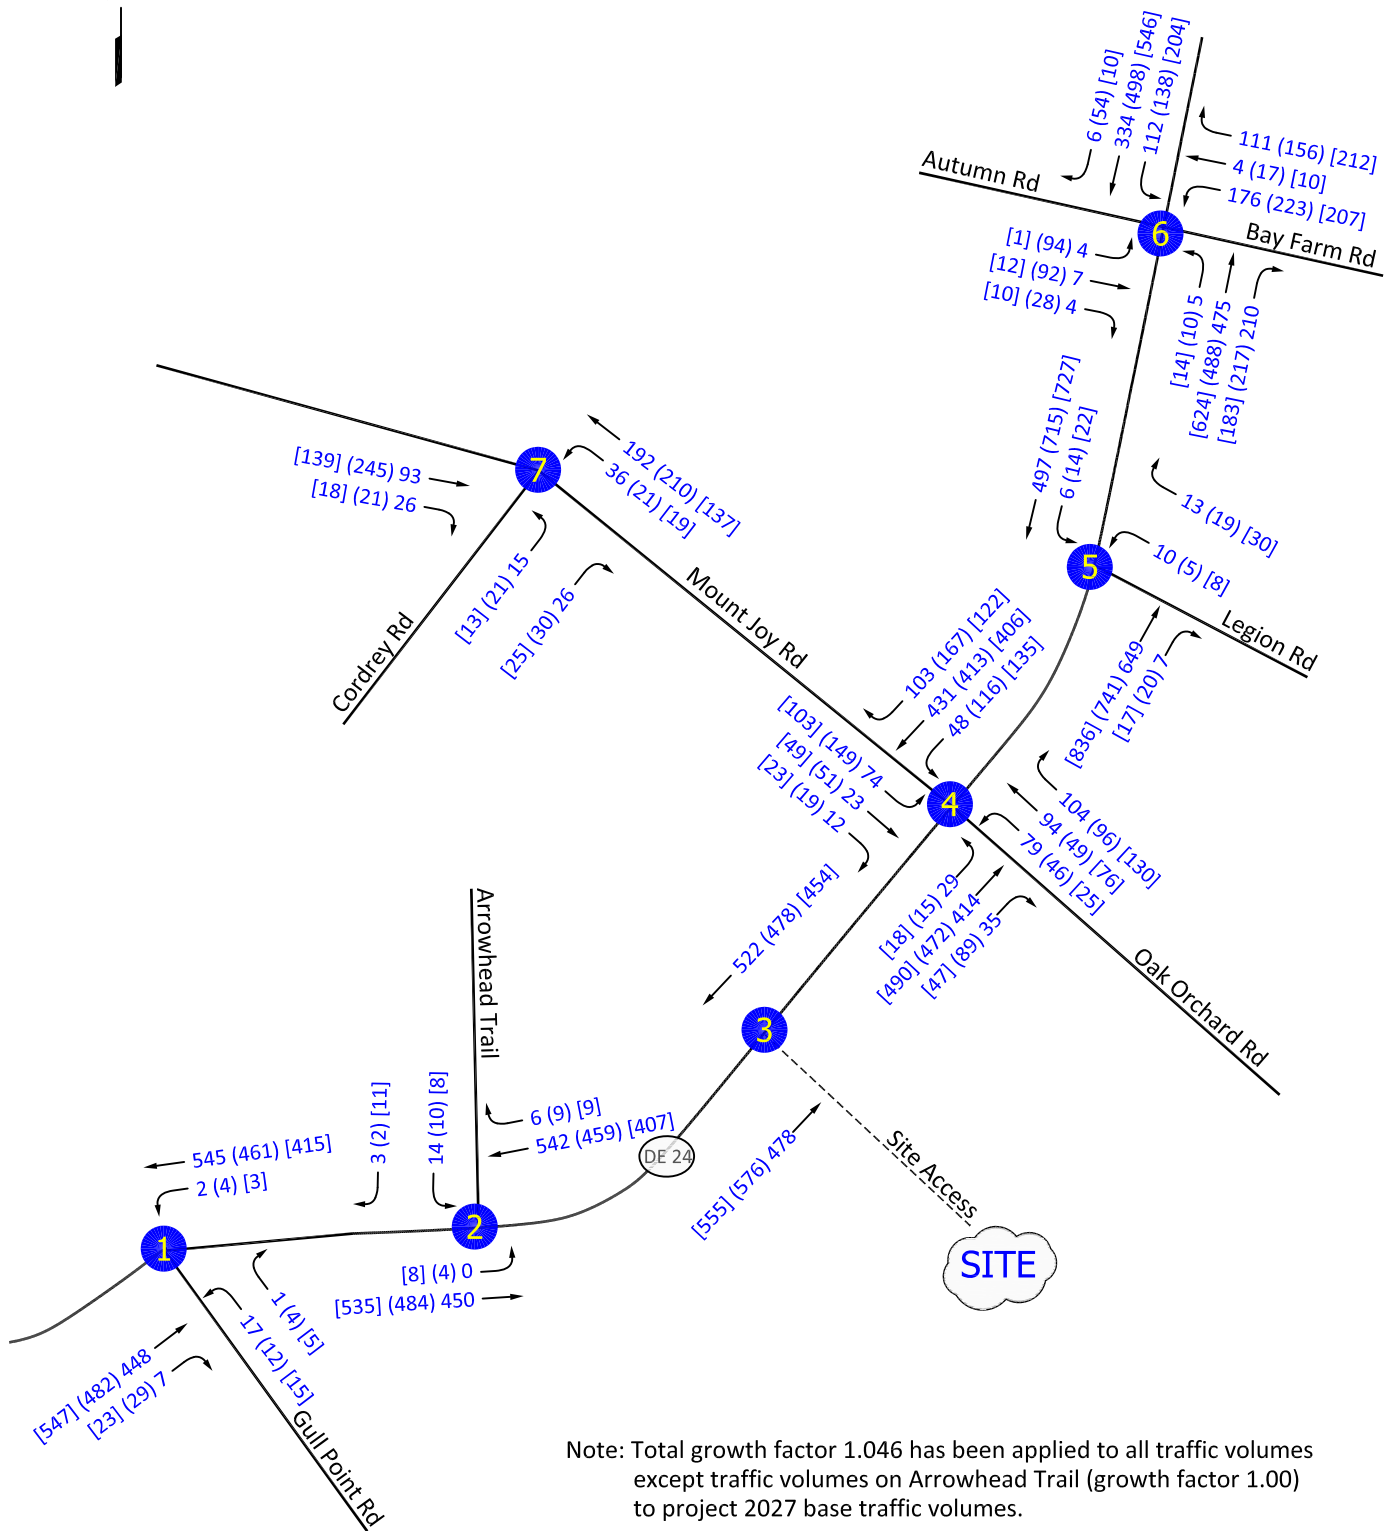 6 (54) [10]
334 (498) [546]
112 (138) [204]
111 (156) [212]
4 (17) [10]
176 (223) [207]
Autumn Rd
6
Bay Farm Rd
[1] (94) 4
[12] (92) 7
[10] (28) 4
[14] (10) 5
[624] (488) 475
[183] (217) 210
497 (715) [727]
6 (14) [22]
13 (19) [30]
10 (5) [8]
5
Legion Rd
[836] (741) 649
[17] (20) 7
192 (210) [137]
36 (21) [19]
7
[139] (245) 93
[18] (21) 26
[13] (21) 15
[25] (30) 26
Cordrey Rd
Mount Joy Rd
103 (167) [122]
431 (413) [406]
48 (116) [135]
[103] (149) 74
[49] (51) 23
[23] (19) 12
4
104 (96) [130]
94 (49) [76]
79 (46) [25]
[18] (15) 29
[490] (472) 414
[47] (89) 35
Oak Orchard Rd
522 (478) [454]
3
Arrowhead Trail
3 (2) [11]
14 (10) [8]
6 (9) [9]
542 (459) [407]
DE 24
[555] (576) 478
Site Access
SITE
545 (461) [415]
2 (4) [3]
1
2
[8] (4) 0
[535] (484) 450
1 (4) [5]
17 (12) [15]
[547] (482) 448
[23] (29) 7
Gull Point Rd
Note: Total growth factor 1.046 has been applied to all traffic volumes
except traffic volumes on Arrowhead Trail (growth factor 1.00)
to project 2027 base traffic volumes.